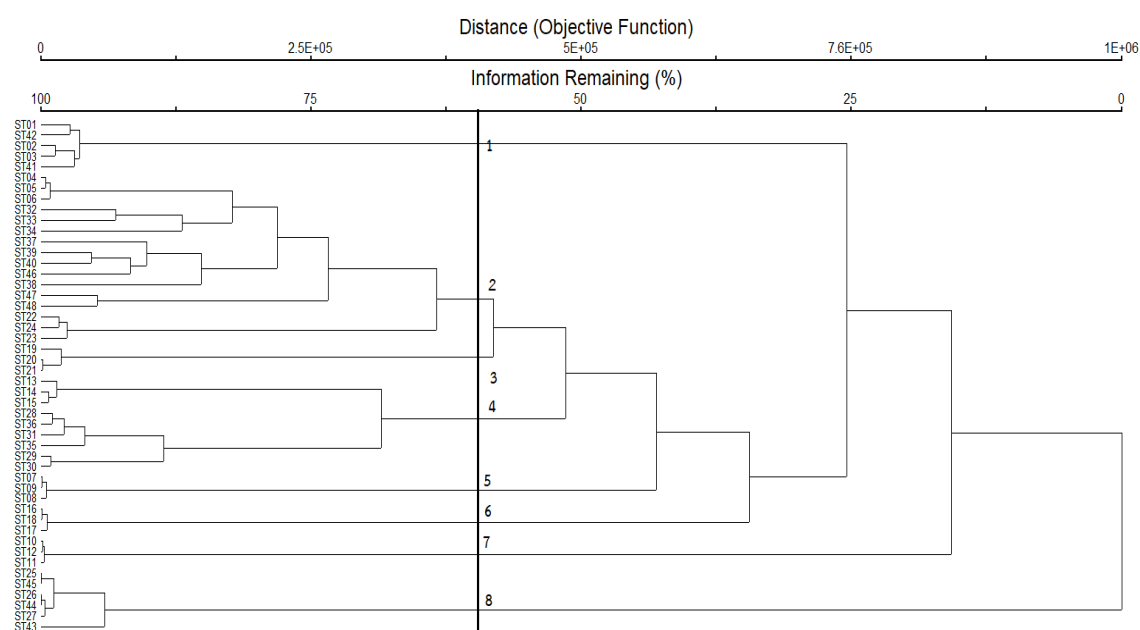 Distance (Objective Function)
0 2.5E+05 5E+05 7.6E+05 1E+06
Information Remaining (%)
100 75 50 25 0
ST01
ST42
ST02
1
ST03
ST41
ST04
ST05
ST06
ST32
ST33
ST34
ST37
ST39
ST40
ST46
ST38
2
ST47
ST48
ST22
ST24
ST23
ST19
ST20
ST21
3
ST13
ST14
ST15
4
ST28
ST36
ST31
ST35
ST29
ST30
ST07
5
ST09
ST08
ST16
6
ST18
ST17
ST10
7
ST12
ST11
ST25
ST45
ST26
8
ST44
ST27
ST43